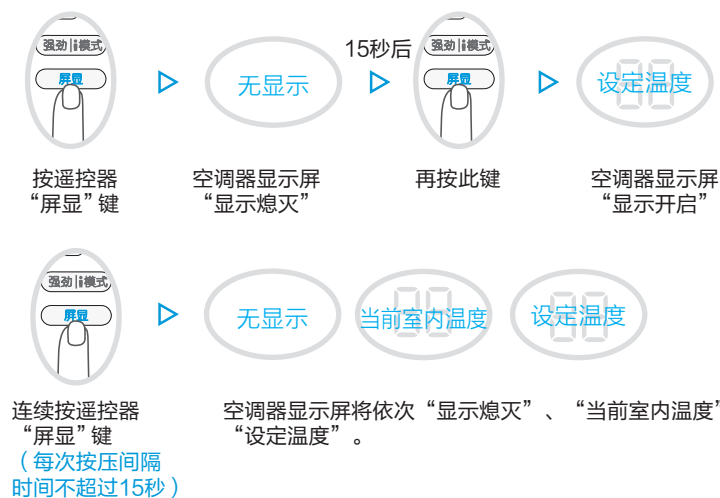 15秒后
强劲|i模式
屏显
无显示
强劲|i模式
屏显
设定温度
按遥控器
“屏显”键
空调器显示屏
“显示熄灭”
再按此键
空调器显示屏
“显示开启”
强劲|i模式
屏显
无显示
当前室内温度
设定温度
连续按遥控器
“屏显”键
（每次按压间隔
时间不超过15秒）
空调器显示屏将依次“显示熄灭”、“当前室内温度”
“设定温度”。